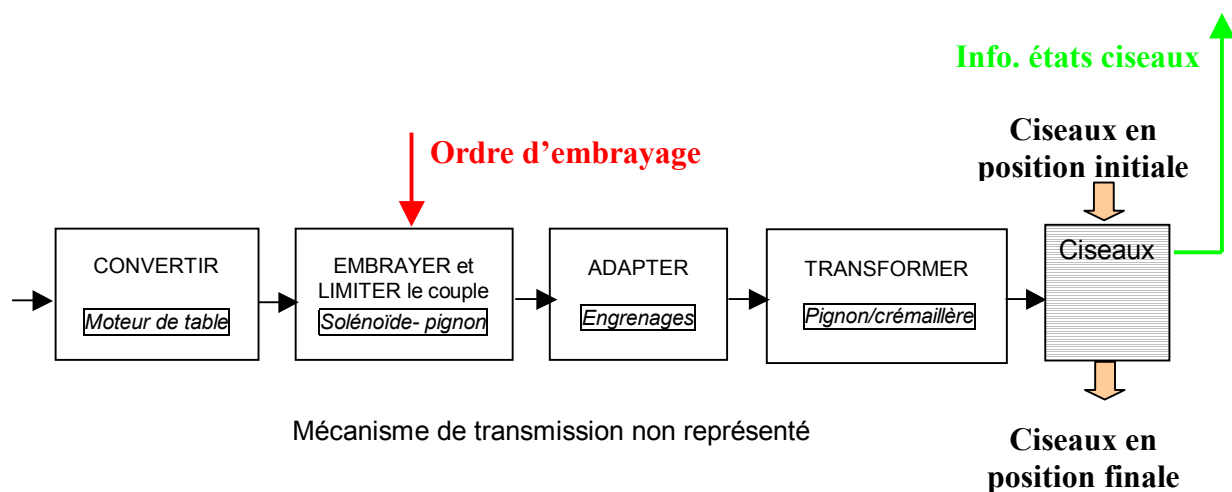 Info. états ciseaux
Ciseaux en
position initiale
Ordre d'embrayage
CONVERTIR
Moteur de table
EMBRAYER et
LIMITER le couple
Solénoïde- pignon
ADAPTER
Engrenages
TRANSFORMER
Pignon/crémaillère
Ciseaux
Mécanisme de transmission non représenté
Ciseaux en
position finale